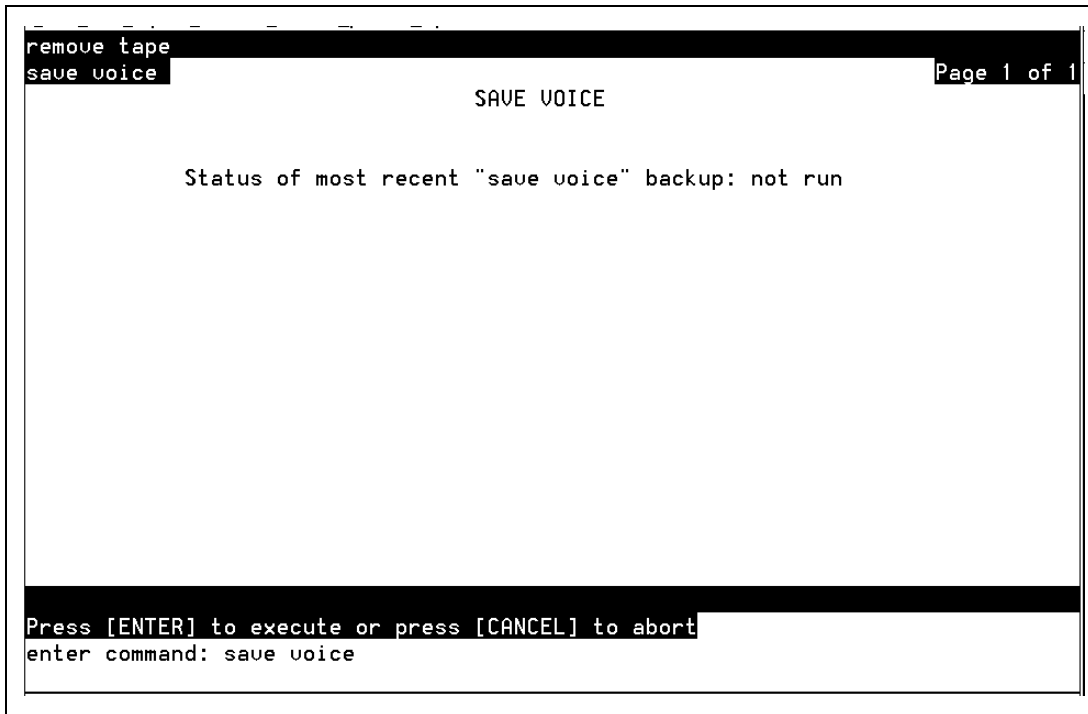 remove tape
save voice
Page 1 of 1
SAVE VOICE
Status of most recent "save voice" backup: not run
Press [ENTER] to execute or press [CANCEL] to abort
enter command: save voice